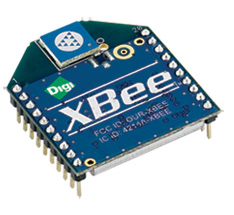 Digi
XBee
FCC ID: OUR-XBEE
IC ID: 4214A-XBEE